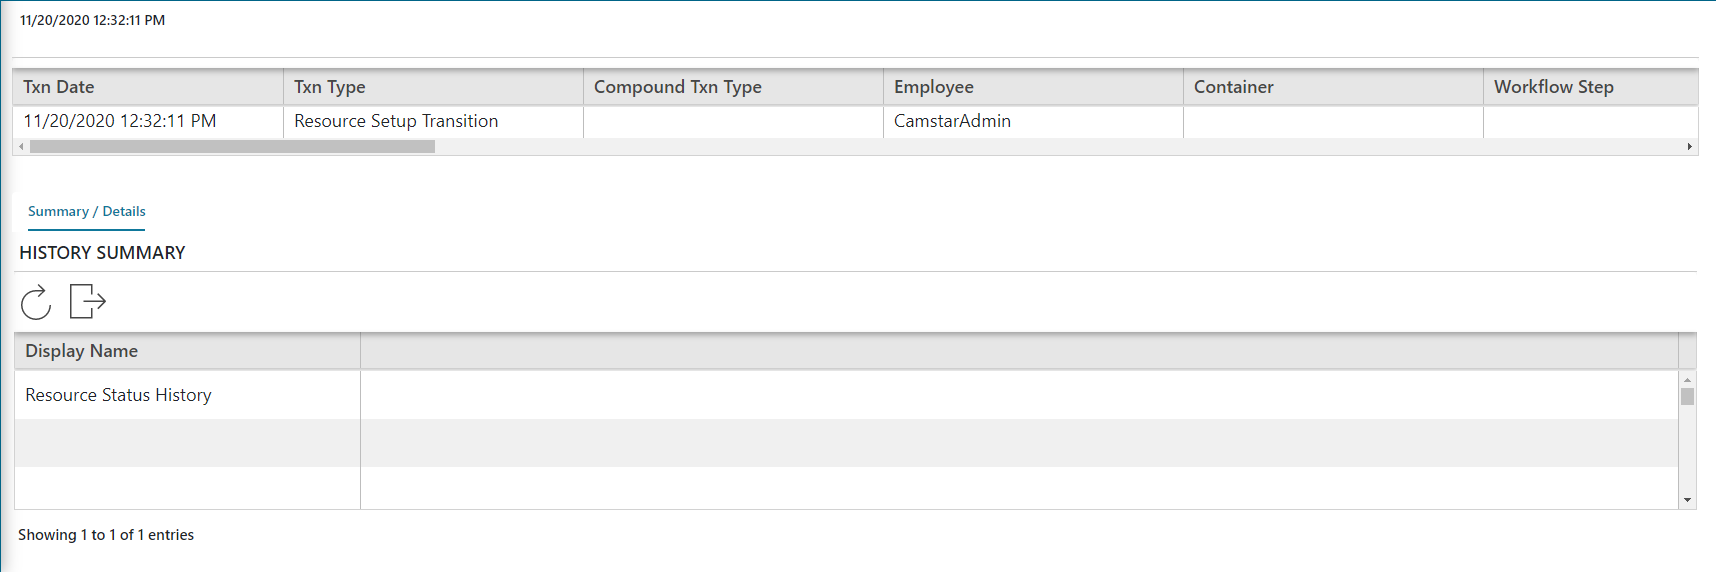 11/20/2020 12:32:11 PM
Txn Date Txn Type Compound Txn Type Employee Container Workflow Step
11/20/2020 12:32:11 PM Resource Setup Transition CamstarAdmin
Summary / Details
HISTORY SUMMARY
Display Name
Resource Status History
Showing 1 to 1 of 1 entries